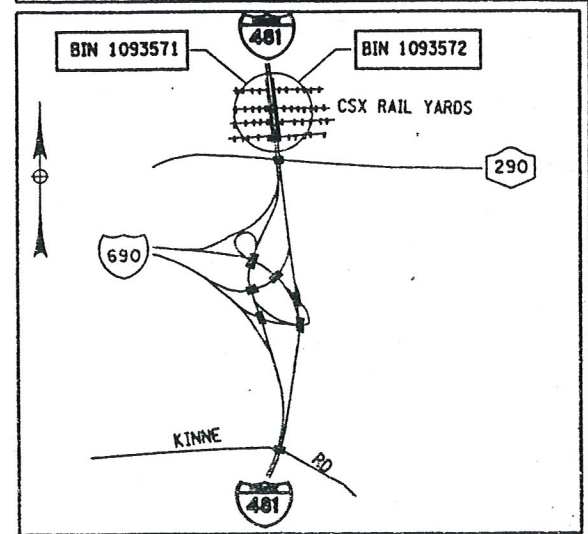 481
BIN 1093571
BIN 1093572
CSX RAIL YARDS
290
690
KINNE RD
481